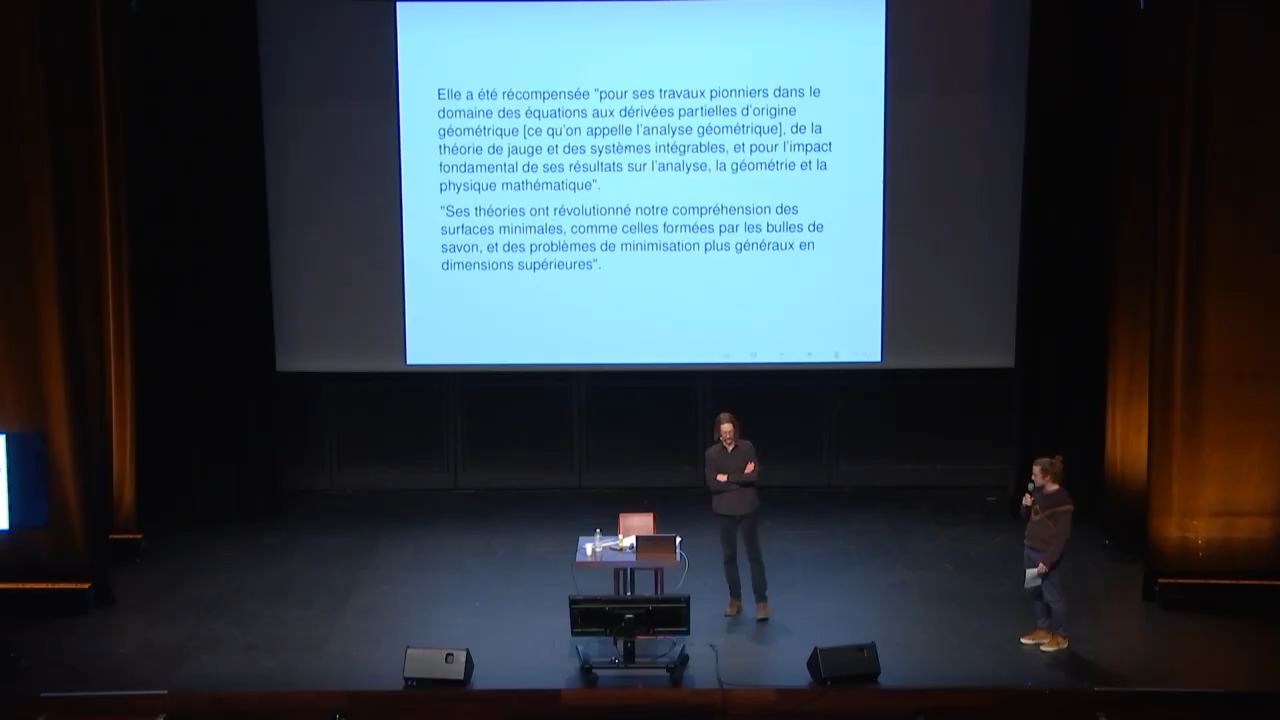 Elle a été récompensée "pour ses travaux pionniers dans le
domaine des équations aux dérivées partielles d'origine
géométrique [ce qu'on appelle l'analyse géométrique], de la
théorie de jauge et des systèmes intégrables, et pour l'impact
fondamental de ses résultats sur l'analyse, la géométrie et la
physique mathématique".
"Ses théories ont révolutionné notre compréhension des
surfaces minimales, comme celles formées par les bulles de
savon, et des problèmes de minimisation plus généraux en
dimensions supérieures".